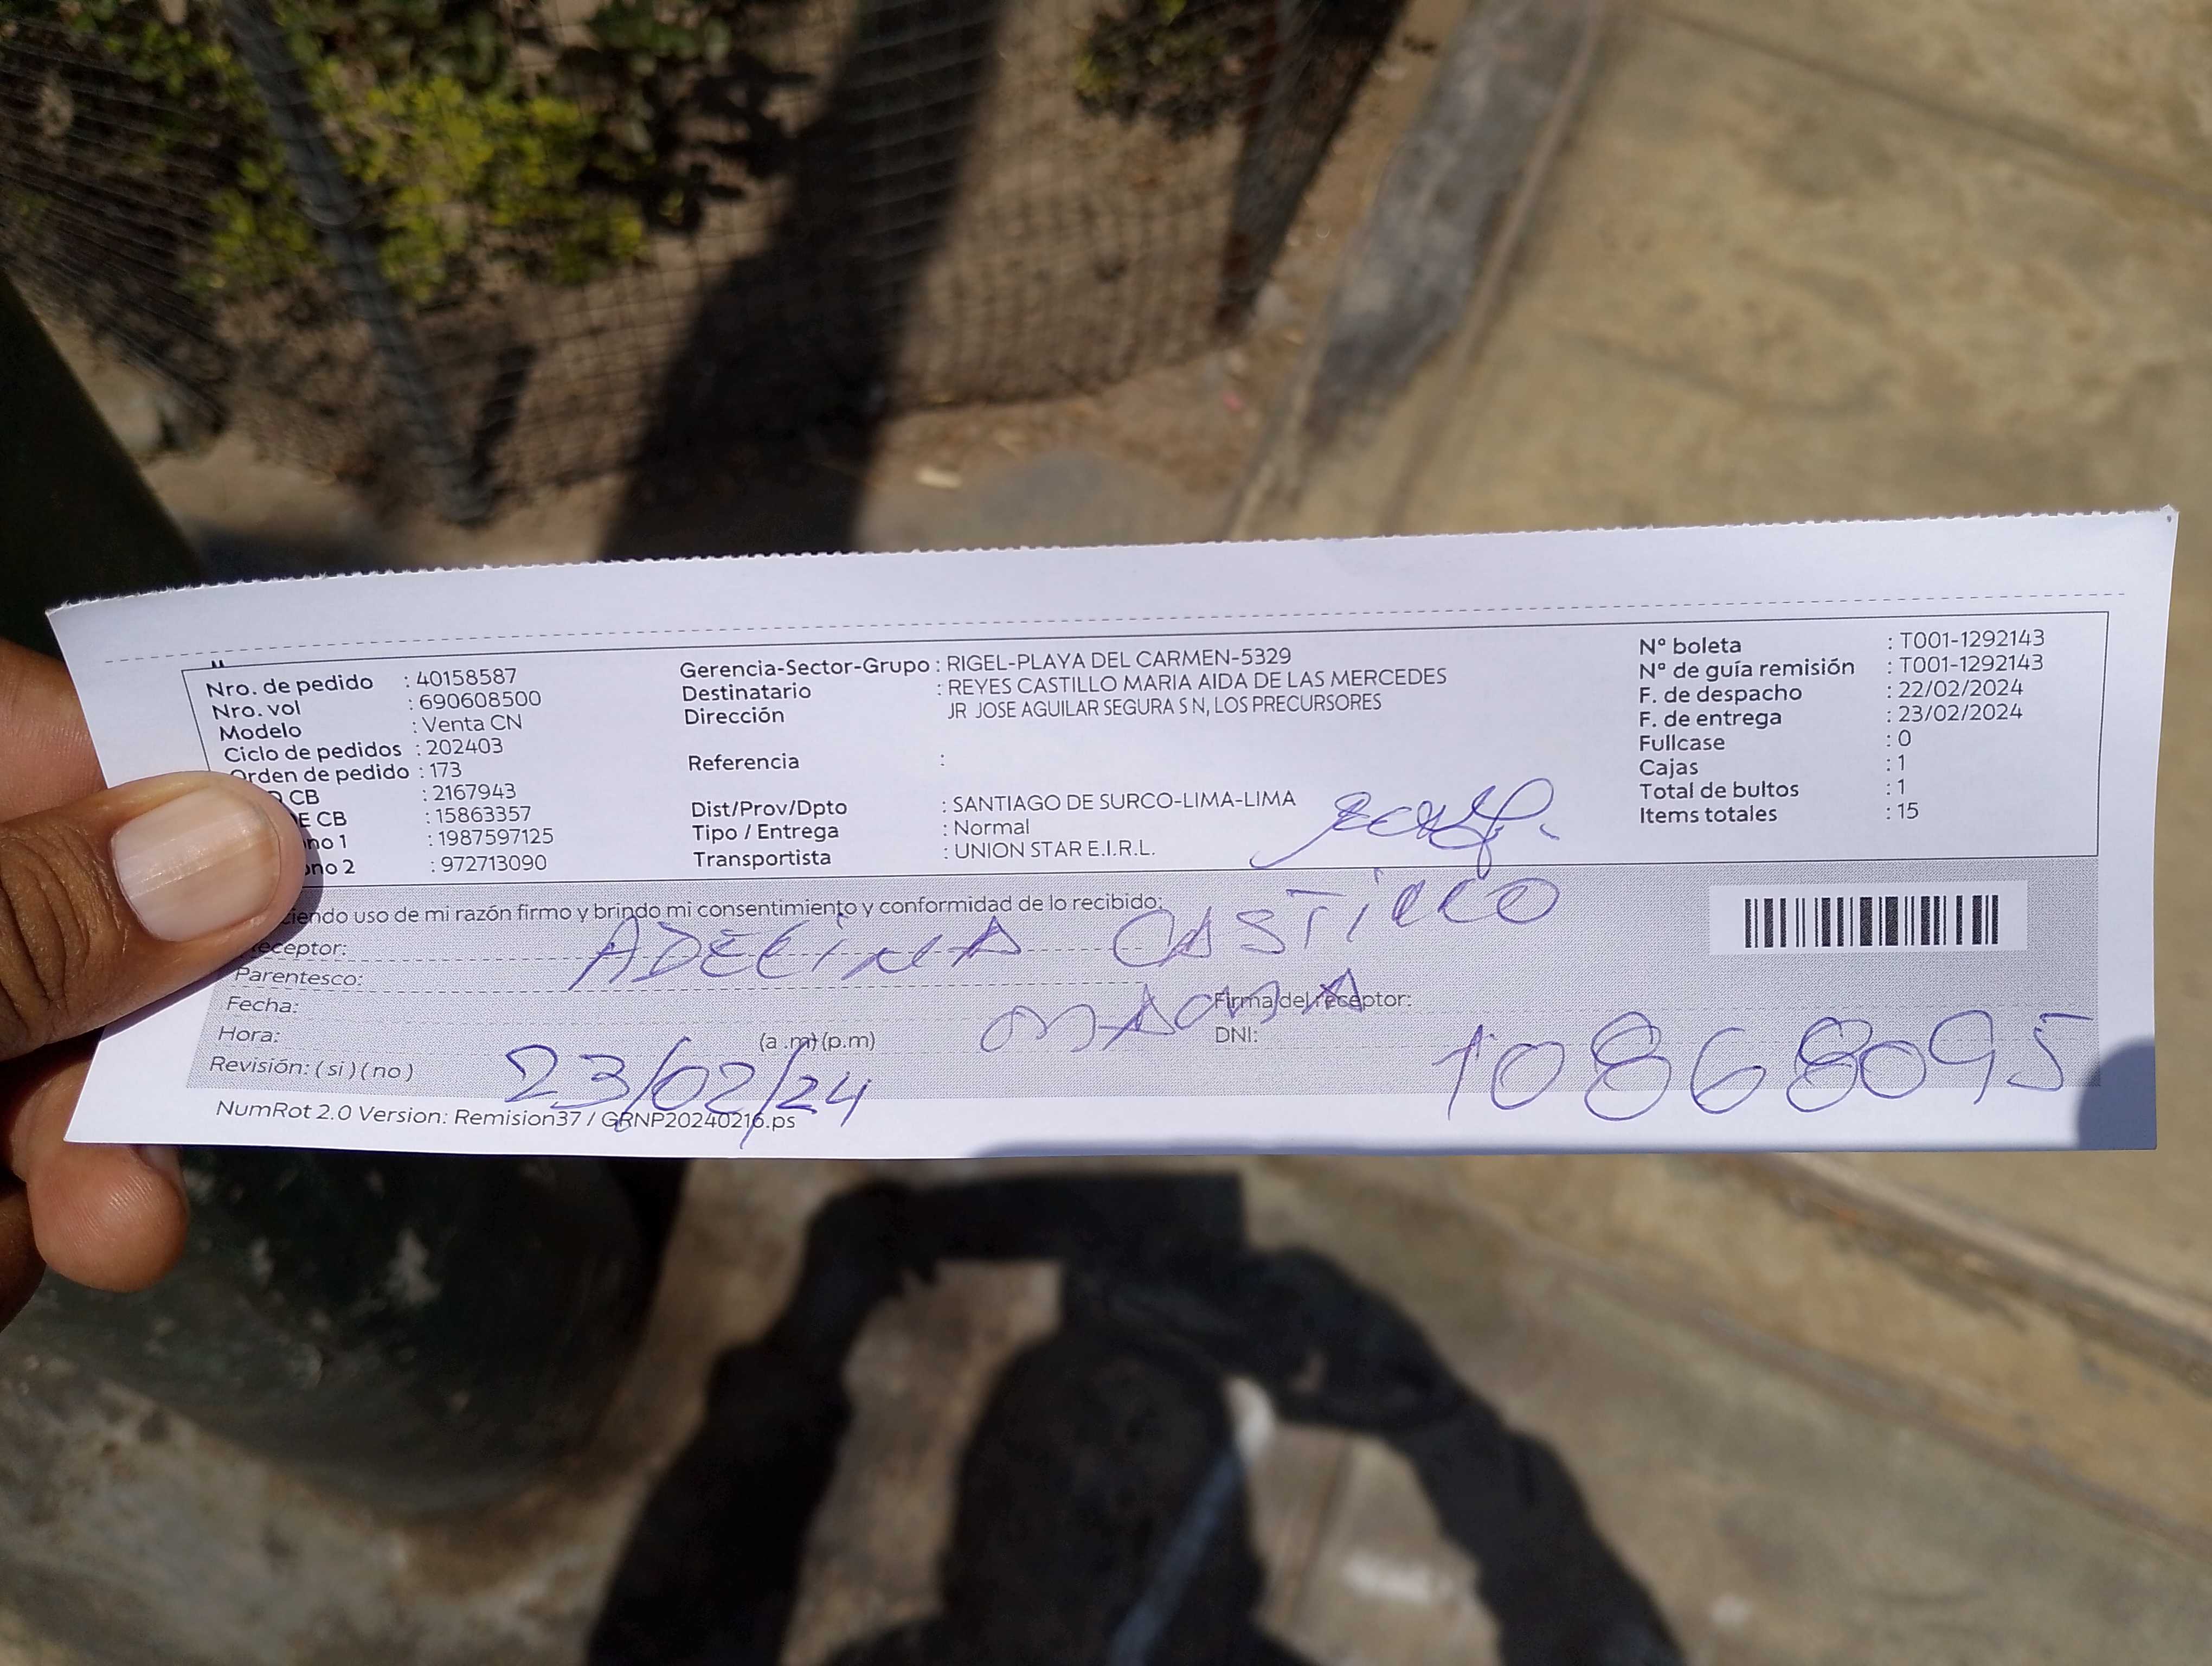 Nro. de pedido : 40158587
Nro. vol : 690608500
Modelo : Venta CN
Ciclo de pedidos : 202403
Orden de pedido : 173
CB : 2167943
E CB : 15863357
no 1 : 1987597125
ono 2 : 972713090
Gerencia-Sector-Grupo : RIGEL-PLAYA DEL CARMEN-5329
Destinatario : REYES CASTILLO MARIA AIDA DE LAS MERCEDES
Dirección JR JOSE AGUILAR SEGURA S N, LOS PRECURSORES
Referencia :
Dist/Prov/Dpto : SANTIAGO DE SURCO-LIMA-LIMA
Tipo / Entrega : Normal
Transportista : UNION STAR E.I.R.L.
N° boleta : T001-1292143
N° de guía remisión : T001-1292143
F. de despacho : 22/02/2024
F. de entrega : 23/02/2024
Fullcase : 0
Cajas : 1
Total de bultos : 1
Items totales : 15
ciendo uso de mi razón firmo y brindo mi consentimiento y conformidad de lo recibido:
eceptor: ADELINA CASTILLO
Parentesco: MAMA
Fecha: 23/02/24
Firma del receptor:
Hora: (a .m) (p.m)
DNI: 10868095
Revisión: ( si ) ( no )
NumRot 2.0 Version: Remision37 / GRNP20240216.ps